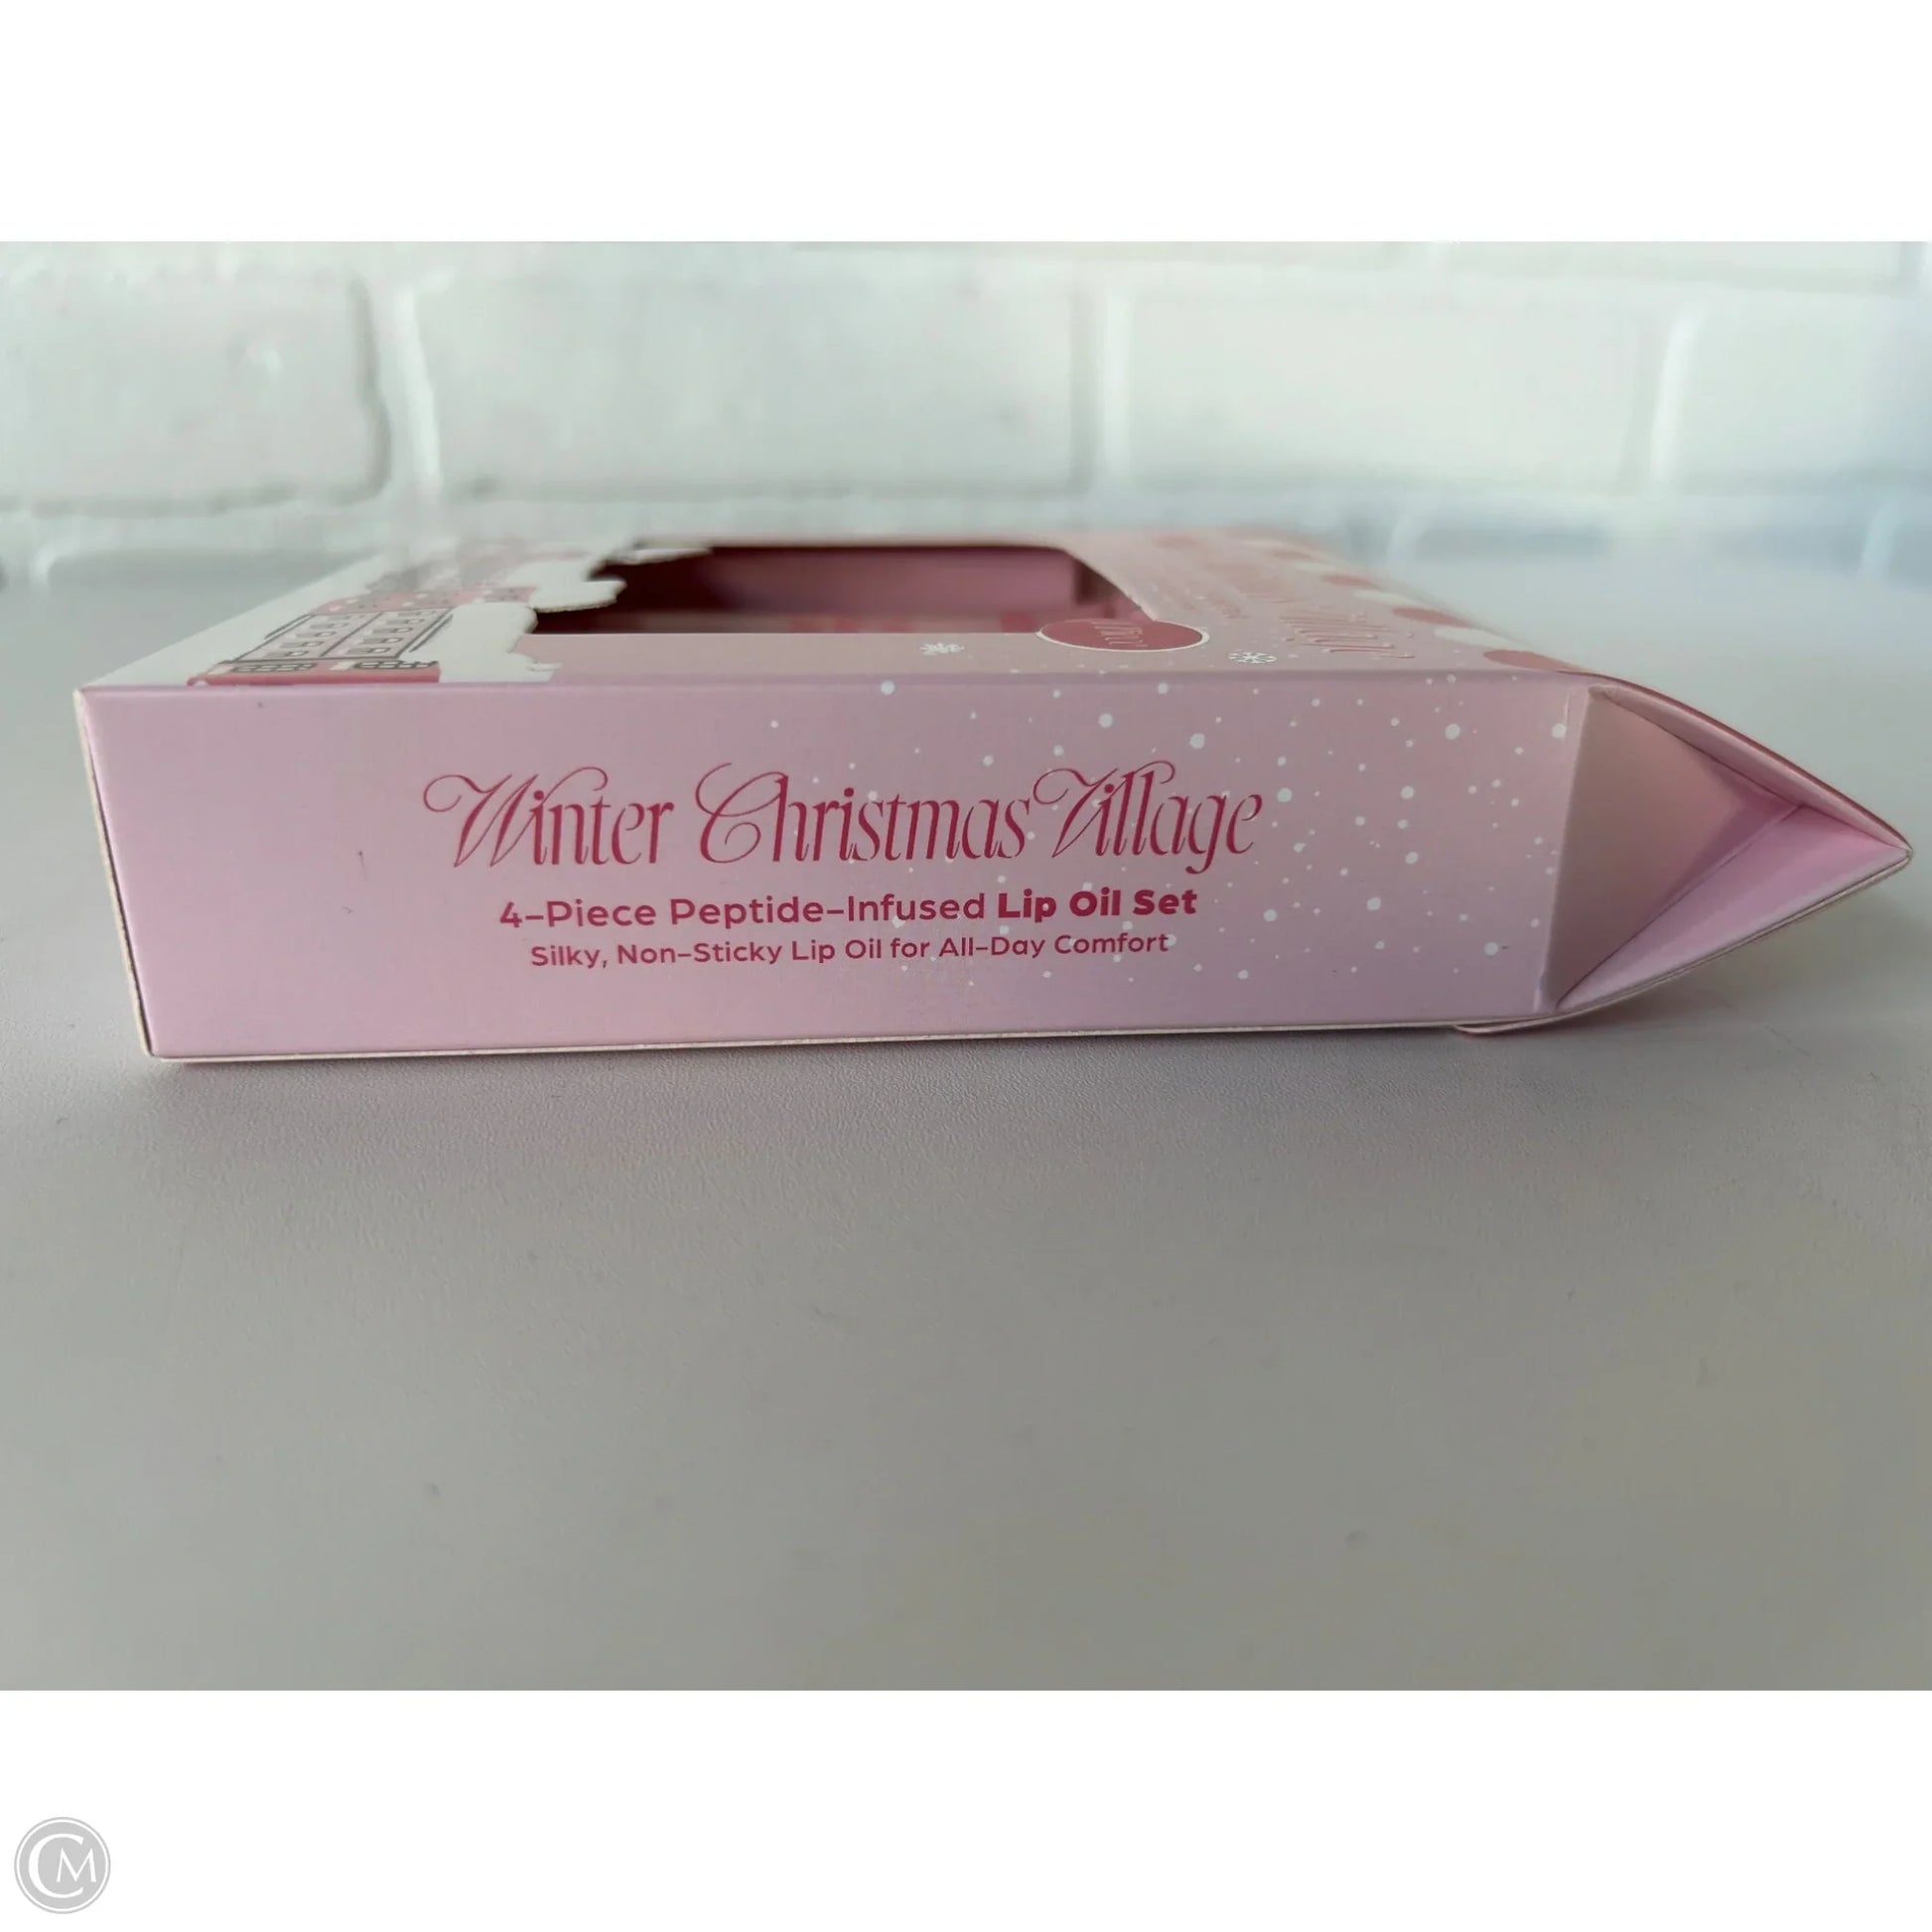 Winter Christmas Village
4-Piece Peptide-Infused Lip Oil Set
Silky, Non-Sticky Lip Oil for All-Day Comfort
CM